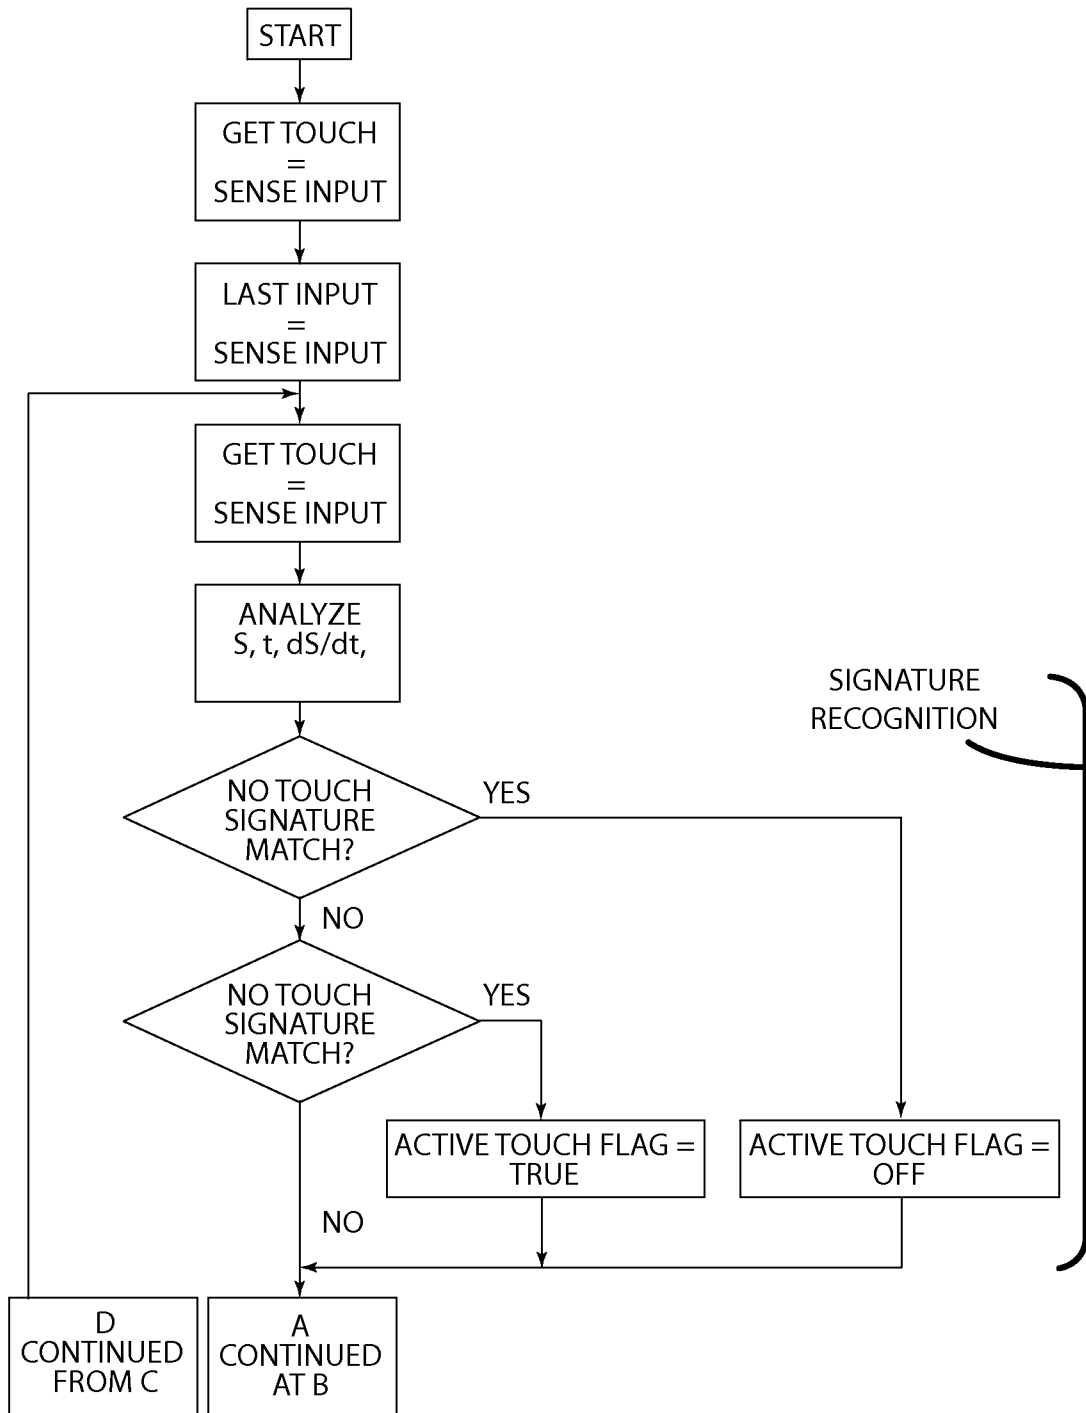 START
GET TOUCH
=
SENSE INPUT
LAST INPUT
=
SENSE INPUT
GET TOUCH
=
SENSE INPUT
ANALYZE
S, t, dS/dt,
SIGNATURE
RECOGNITION
NO TOUCH
SIGNATURE
MATCH?
YES
NO
NO TOUCH
SIGNATURE
MATCH?
YES
ACTIVE TOUCH FLAG =
TRUE
ACTIVE TOUCH FLAG =
OFF
NO
D
CONTINUED
FROM C
A
CONTINUED
AT B